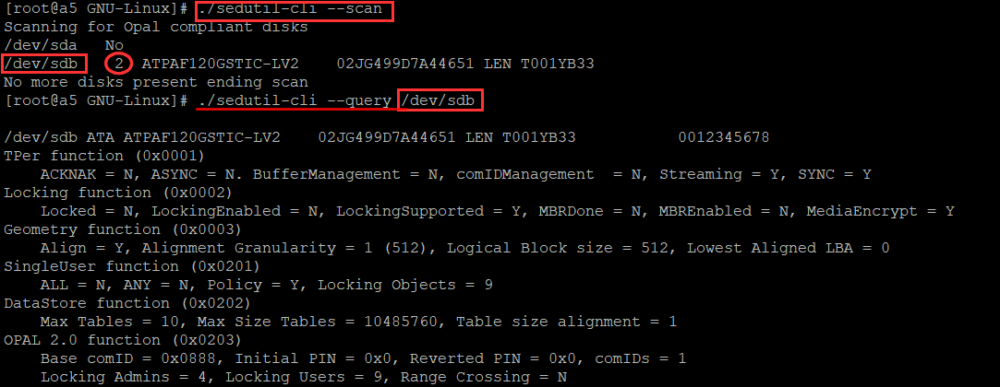 [root@a5 GNU-Linux]# ./sedutil-cli --scan
Scanning for Opal compliant disks
/dev/sda   No
/dev/sdb   2  ATPAF120GSTIC-LV2    02JG499D7A44651 LEN T001YB33
No more disks present ending scan
[root@a5 GNU-Linux]# ./sedutil-cli --query /dev/sdb
/dev/sdb ATA ATPAF120GSTIC-LV2    02JG499D7A44651 LEN T001YB33           0012345678
TPer function (0x0001)
    ACKNAK = N, ASYNC = N. BufferManagement = N, comIDManagement  = N, Streaming = Y, SYNC = Y
Locking function (0x0002)
    Locked = N, LockingEnabled = N, LockingSupported = Y, MBRDone = N, MBREnabled = N, MediaEncrypt = Y
Geometry function (0x0003)
    Align = Y, Alignment Granularity = 1 (512), Logical Block size = 512, Lowest Aligned LBA = 0
SingleUser function (0x0201)
    ALL = N, ANY = N, Policy = Y, Locking Objects = 9
DataStore function (0x0202)
    Max Tables = 10, Max Size Tables = 10485760, Table size alignment = 1
OPAL 2.0 function (0x0203)
    Base comID = 0x0888, Initial PIN = 0x0, Reverted PIN = 0x0, comIDs = 1
    Locking Admins = 4, Locking Users = 9, Range Crossing = N